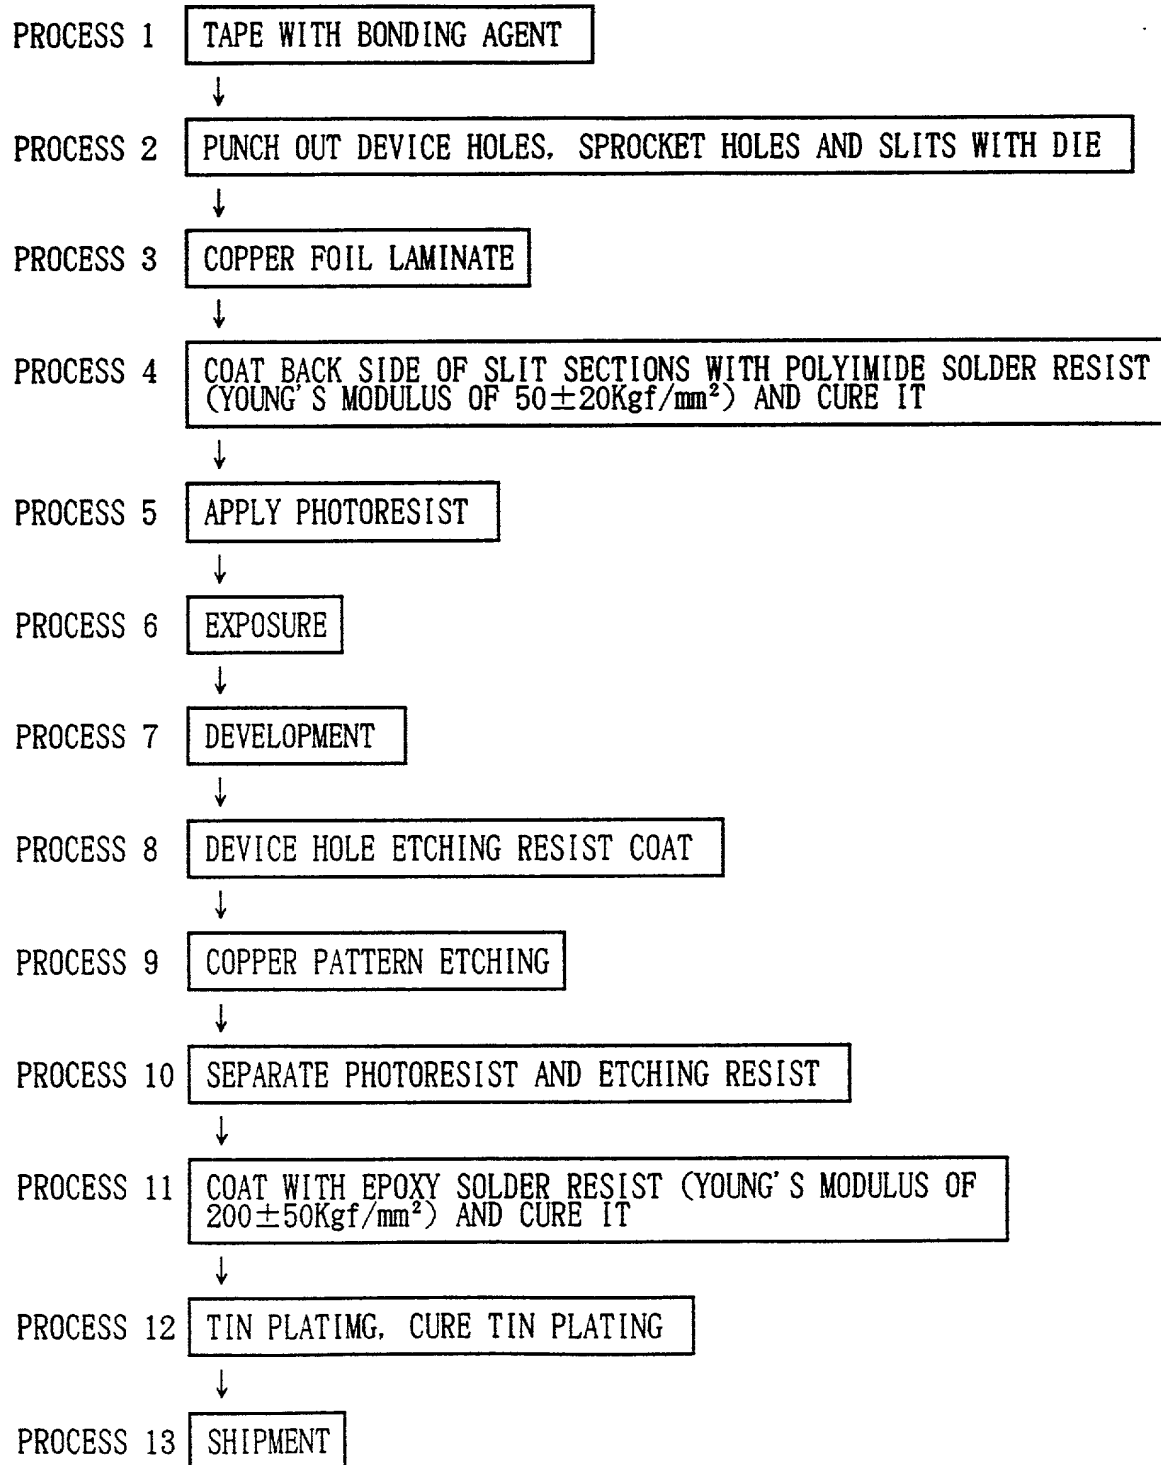 PROCESS 1 TAPE WITH BONDING AGENT
↓
PROCESS 2 PUNCH OUT DEVICE HOLES, SPROCKET HOLES AND SLITS WITH DIE
↓
PROCESS 3 COPPER FOIL LAMINATE
↓
PROCESS 4 COAT BACK SIDE OF SLIT SECTIONS WITH POLYIMIDE SOLDER RESIST
(YOUNG'S MODULUS OF 50±20Kgf/mm²) AND CURE IT
↓
PROCESS 5 APPLY PHOTORESIST
↓
PROCESS 6 EXPOSURE
↓
PROCESS 7 DEVELOPMENT
↓
PROCESS 8 DEVICE HOLE ETCHING RESIST COAT
↓
PROCESS 9 COPPER PATTERN ETCHING
↓
PROCESS 10 SEPARATE PHOTORESIST AND ETCHING RESIST
↓
PROCESS 11 COAT WITH EPOXY SOLDER RESIST (YOUNG'S MODULUS OF
200±50Kgf/mm²) AND CURE IT
↓
PROCESS 12 TIN PLATIMG, CURE TIN PLATING
↓
PROCESS 13 SHIPMENT